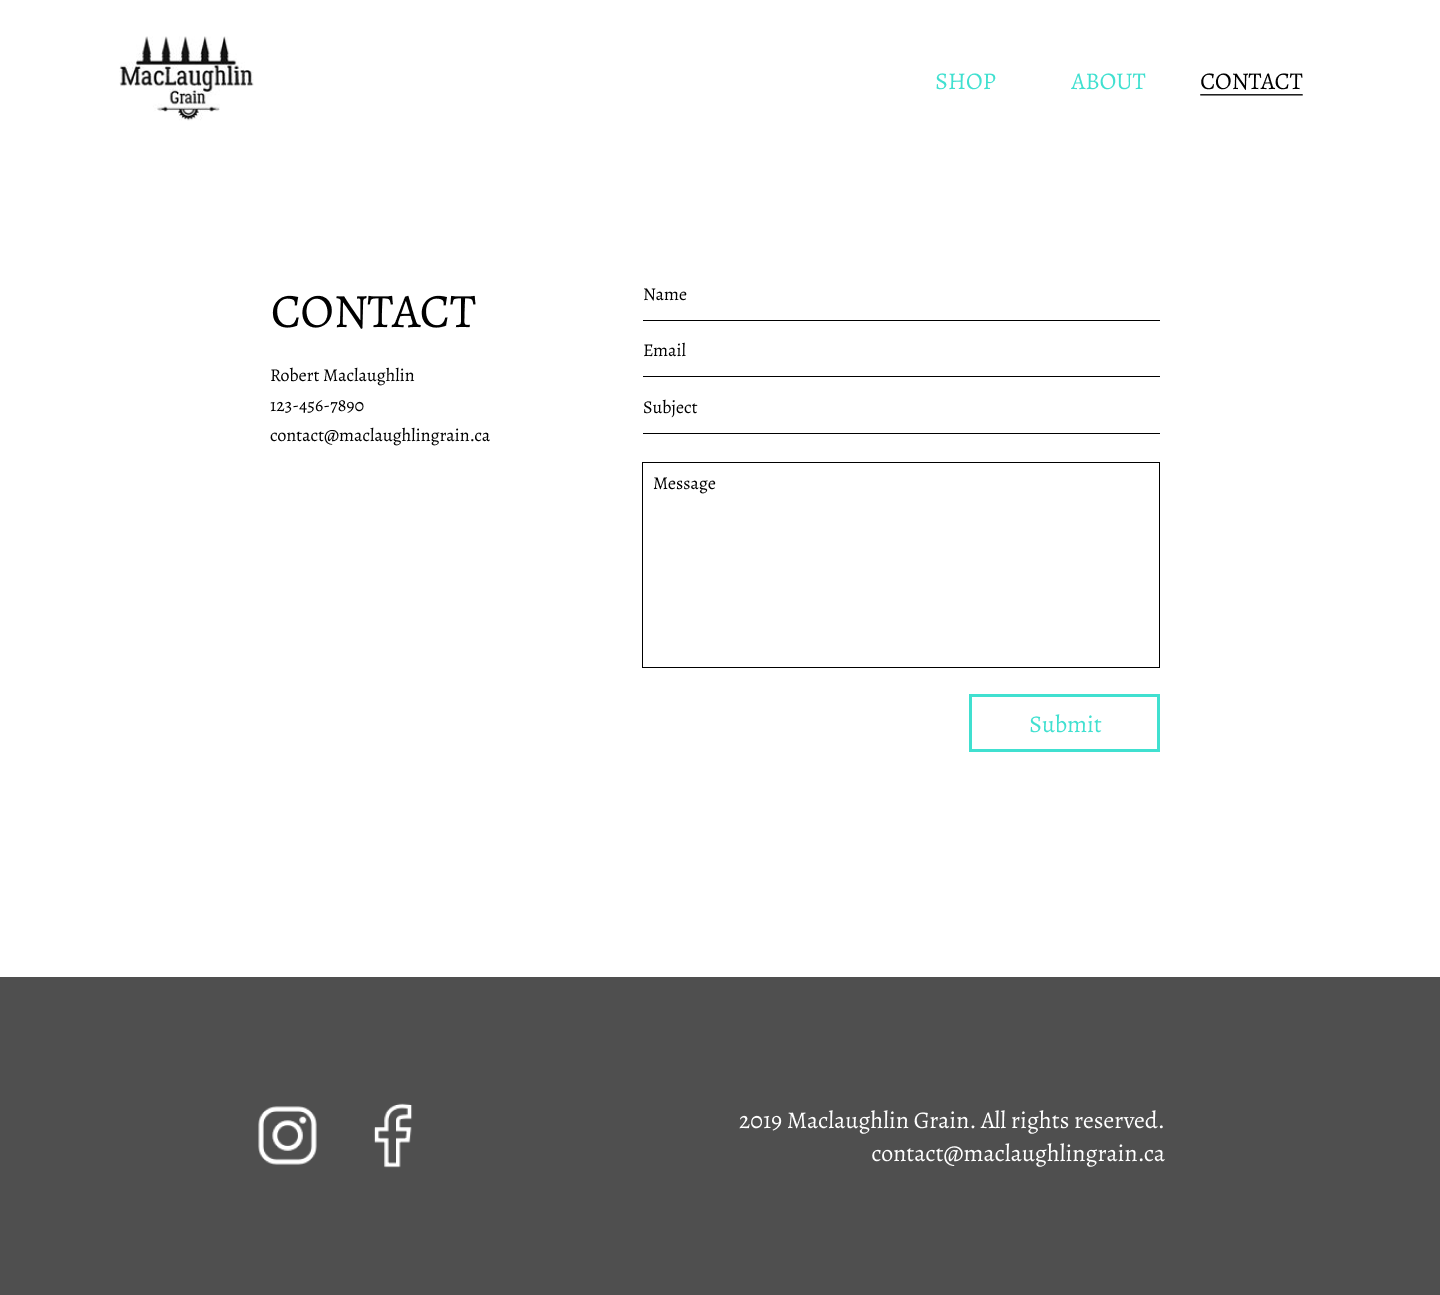 MacLaughlin
Grain
SHOP ABOUT CONTACT
CONTACT
Robert Maclaughlin
123-456-7890
contact@maclaughlingrain.ca
Name
Email
Subject
Message
Submit
2019 Maclaughlin Grain. All rights reserved.
contact@maclaughlingrain.ca